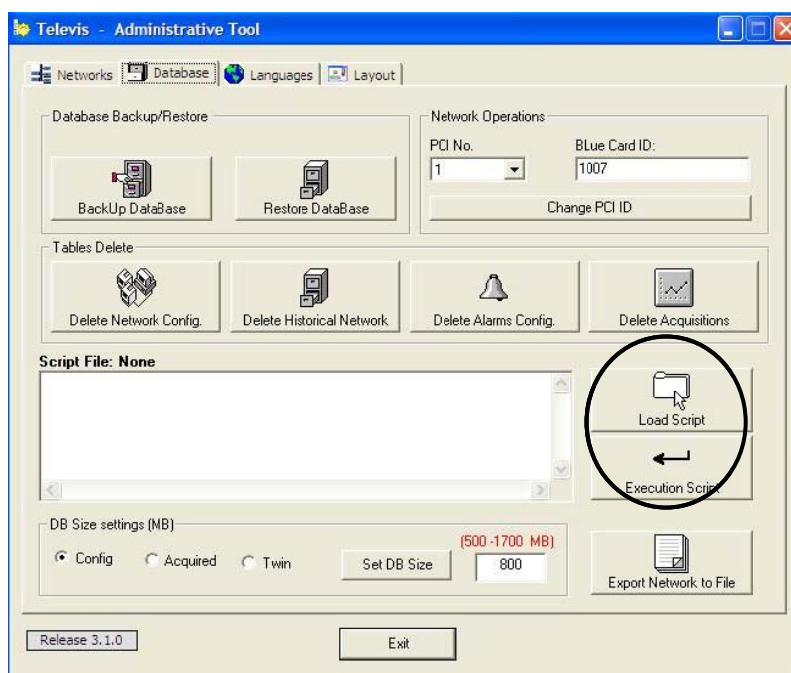 Televis - Administrative Tool
Networks Database Languages Layout
Database Backup/Restore
BackUp DataBase Restore DataBase
Network Operations
PCI No. BLue Card ID:
1 1007
Change PCI ID
Tables Delete
Delete Network Config. Delete Historical Network Delete Alarms Config. Delete Acquisitions
Script File: None
Load Script
Execution Script
DB Size settings (MB)
Config Acquired Twin Set DB Size
(500 -1700 MB)
800
Export Network to File
Release 3.1.0
Exit